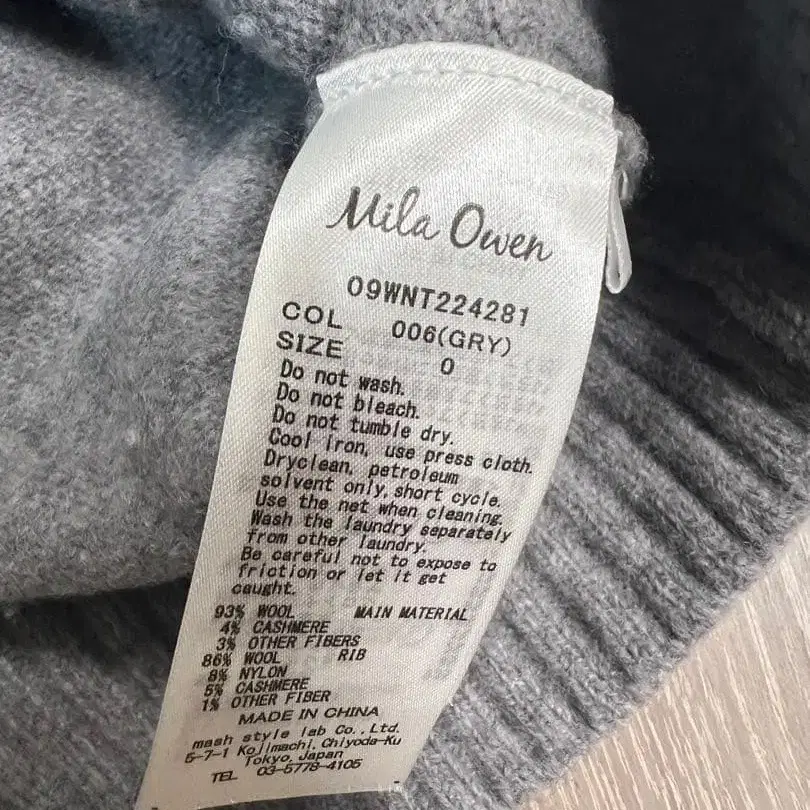 Mila Owen
09WNT224281
COL 006(GRY)
SIZE 0
Do not wash.
Do not bleach.
Do not tumble dry.
Cool iron, use press cloth.
Dryclean, petroleum
solvent only, short cycle.
Use the net when cleaning.
Wash the laundry separately
from other laundry.
Be careful not to expose to
friction or let it get
caught.
93% WOOL MAIN MATERIAL
4% CASHMERE
3% OTHER FIBERS
86% WOOL RIB
8% NYLON
5% CASHMERE
1% OTHER FIBER
MADE IN CHINA
mash style lab Co., Ltd.
5-7-1 Kojimachi, Chiyoda-Ku
Tokyo, Japan
TEL 03-5778-4105